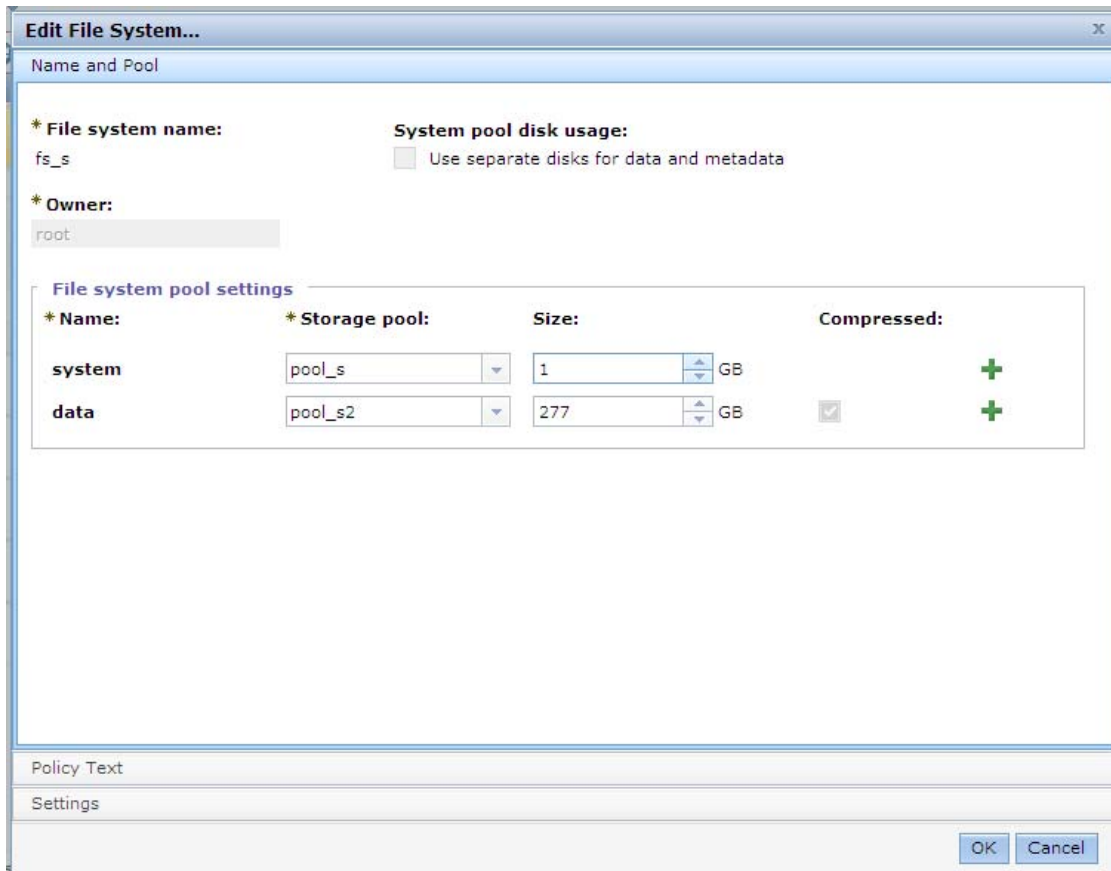 Edit File System...
x
Name and Pool
* File system name:
System pool disk usage:
fs_s
Use separate disks for data and metadata
* Owner:
root
File system pool settings
* Name: * Storage pool: Size: Compressed:
system pool_s 1 GB
data pool_s2 277 GB
Policy Text
Settings
OK Cancel